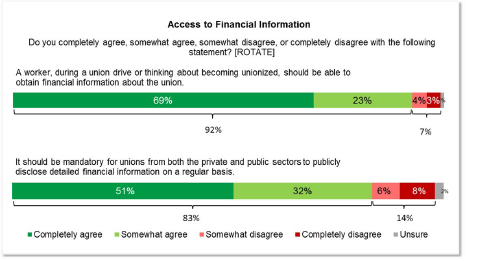 Access to Financial Information
Do you completely agree, somewhat agree, somewhat disagree, or completely disagree with the following
statement? [ROTATE]
A worker, during a union drive or thinking about becoming unionized, should be able to
obtain financial information about the union.
69% 23% 4% 3%
92% 7%
It should be mandatory for unions from both the private and public sectors to publicly
disclose detailed financial information on a regular basis.
51% 32% 6% 8% 2%
83% 14%
Completely agree Somewhat agree Somewhat disagree Completely disagree Unsure